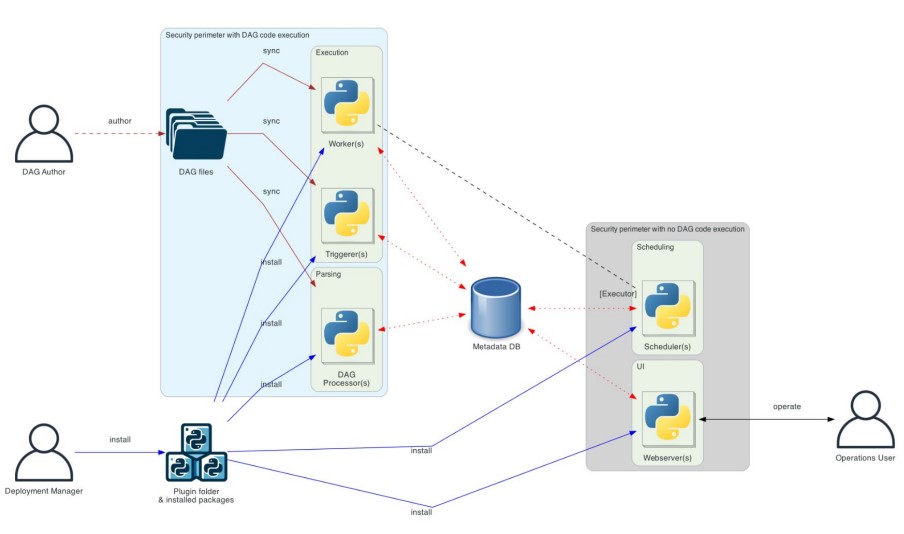 Security perimeter with DAG code execution
sync
Execution
author
sync
Worker(s)
DAG Author
DAG files
sync
Security perimeter with no DAG code execution
Scheduling
Triggerer(s)
install
Parsing
[Executor]
install
Metadata DB
Scheduler(s)
UI
DAG
Processor(s)
install
operate
install
install
Webserver(s)
Operations User
Deployment Manager
Plugin folder
& installed packages
install